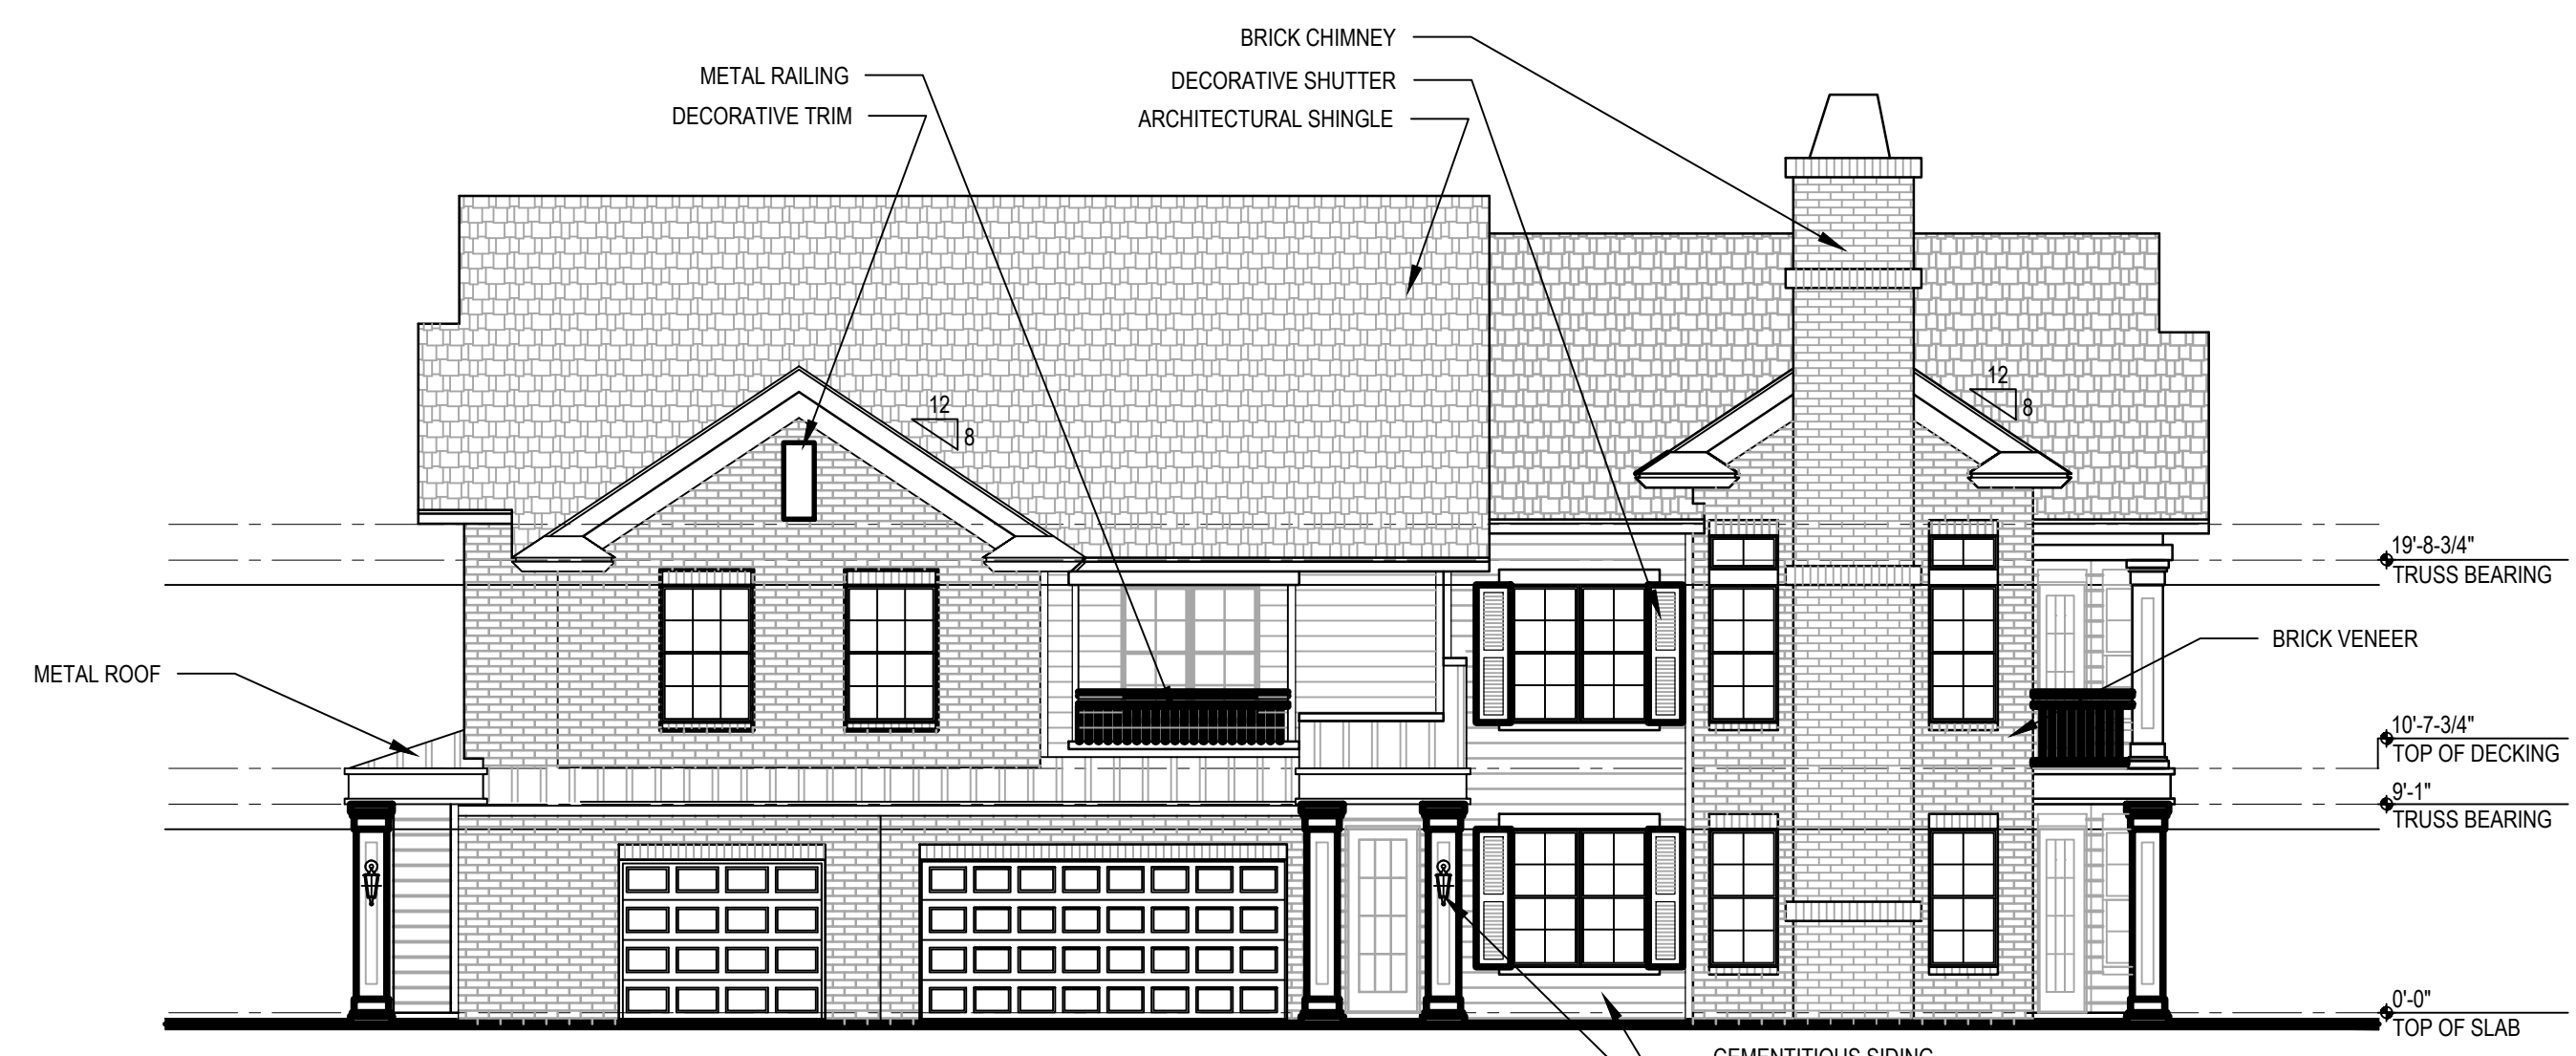 BRICK CHIMNEY
METAL RAILING
DECORATIVE SHUTTER
DECORATIVE TRIM
ARCHITECTURAL SHINGLE
12
8
12
8
19'-8-3/4"
TRUSS BEARING
BRICK VENEER
METAL ROOF
10'-7-3/4"
TOP OF DECKING
9'-1"
TRUSS BEARING
0'-0"
TOP OF SLAB
CEMENTITIOUS SIDING